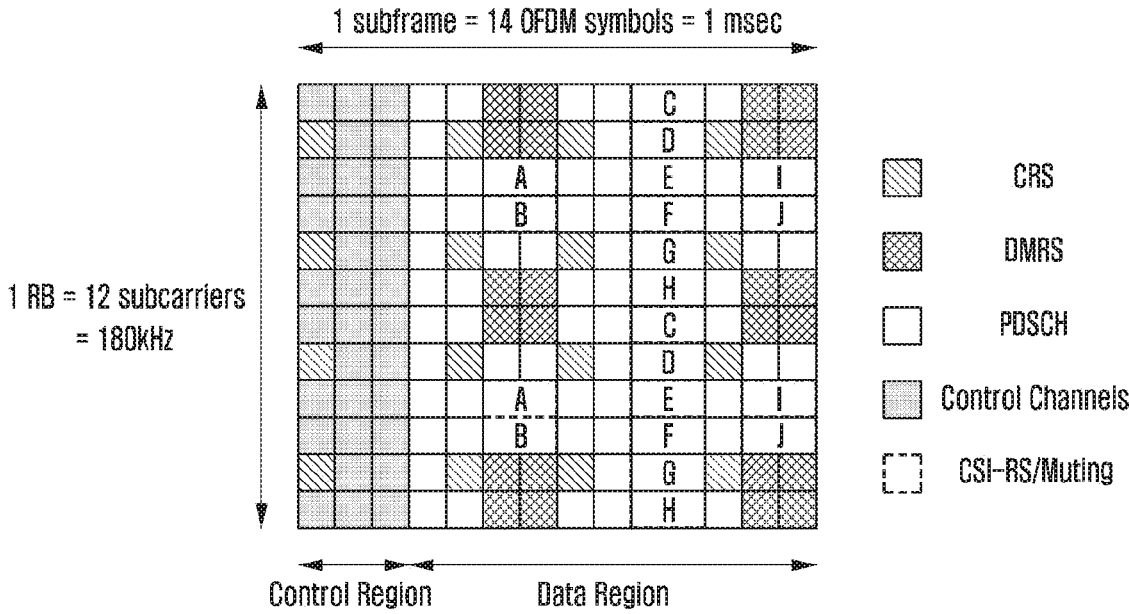 1 subframe = 14 OFDM symbols = 1 msec
C
D
A E I
B F J
G
H
1 RB = 12 subcarriers
= 180kHz
C
D
A E I
B F J
G
H
Control Region Data Region
CRS
DMRS
PDSCH
Control Channels
CSI-RS/Muting